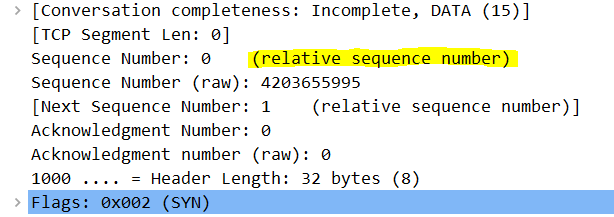 [Conversation completeness: Incomplete, DATA (15)]
[TCP Segment Len: 0]
Sequence Number: 0    (relative sequence number)
Sequence Number (raw): 4203655995
[Next Sequence Number: 1    (relative sequence number)]
Acknowledgment Number: 0
Acknowledgment number (raw): 0
1000 .... = Header Length: 32 bytes (8)
Flags: 0x002 (SYN)